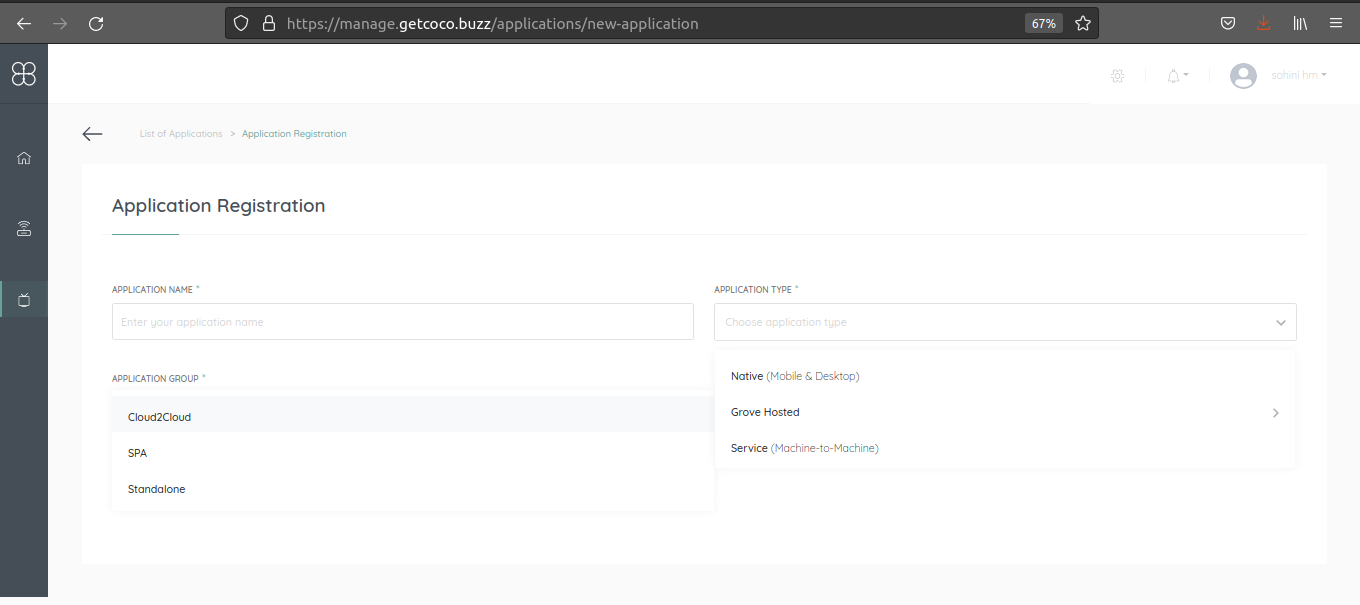 https://manage.getcoco.buzz/applications/new-application 67%
sohini hm
List of Applications > Application Registration
Application Registration
APPLICATION NAME *
APPLICATION TYPE *
Enter your application name
Choose application type
APPLICATION GROUP *
Native (Mobile & Desktop)
Grove Hosted
Service (Machine-to-Machine)
Cloud2Cloud
SPA
Standalone